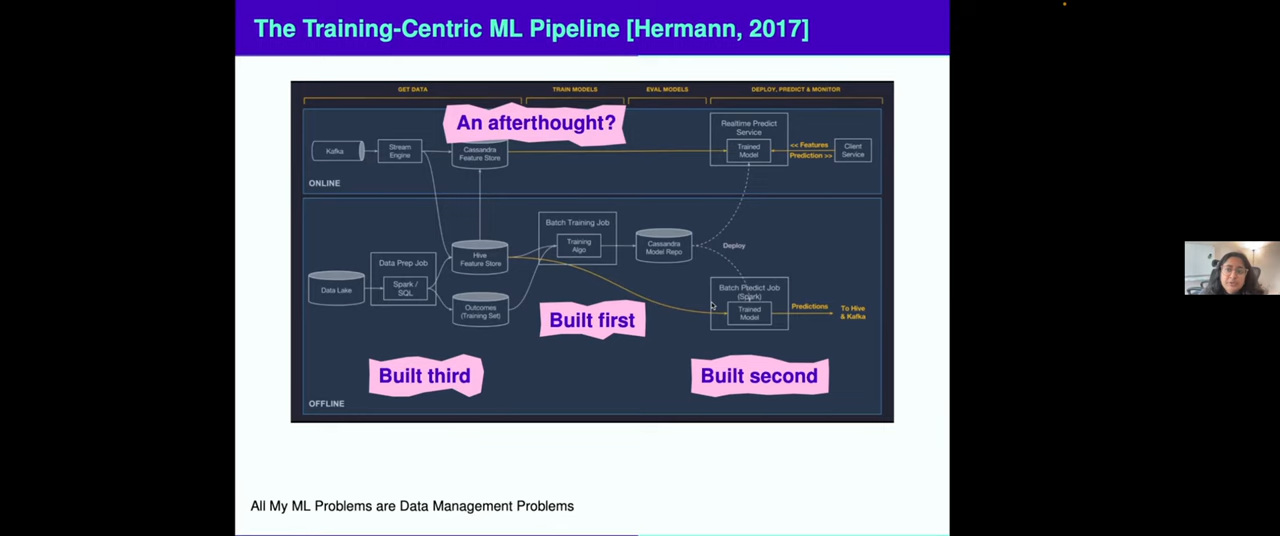 The Training-Centric ML Pipeline [Hermann, 2017]
GET DATA
TRAIN MODELS
EVAL MODELS
DEPLOY, PREDICT & MONITOR
An afterthought?
Kafka
Stream
Engine
Cassandra
Feature Store
Realtime Predict
Service
Trained
Model
<< Features
Prediction >>
Client
Service
ONLINE
Data Lake
Data Prep Job
Spark /
SQL
Hive
Feature Store
Outcomes
(Training Set)
Batch Training Job
Training
Algo
Cassandra
Model Repo
Deploy
Batch Predict Job
(Spark)
Trained
Model
Predictions
To Hive
& Kafka
Built first
Built third
Built second
OFFLINE
All My ML Problems are Data Management Problems